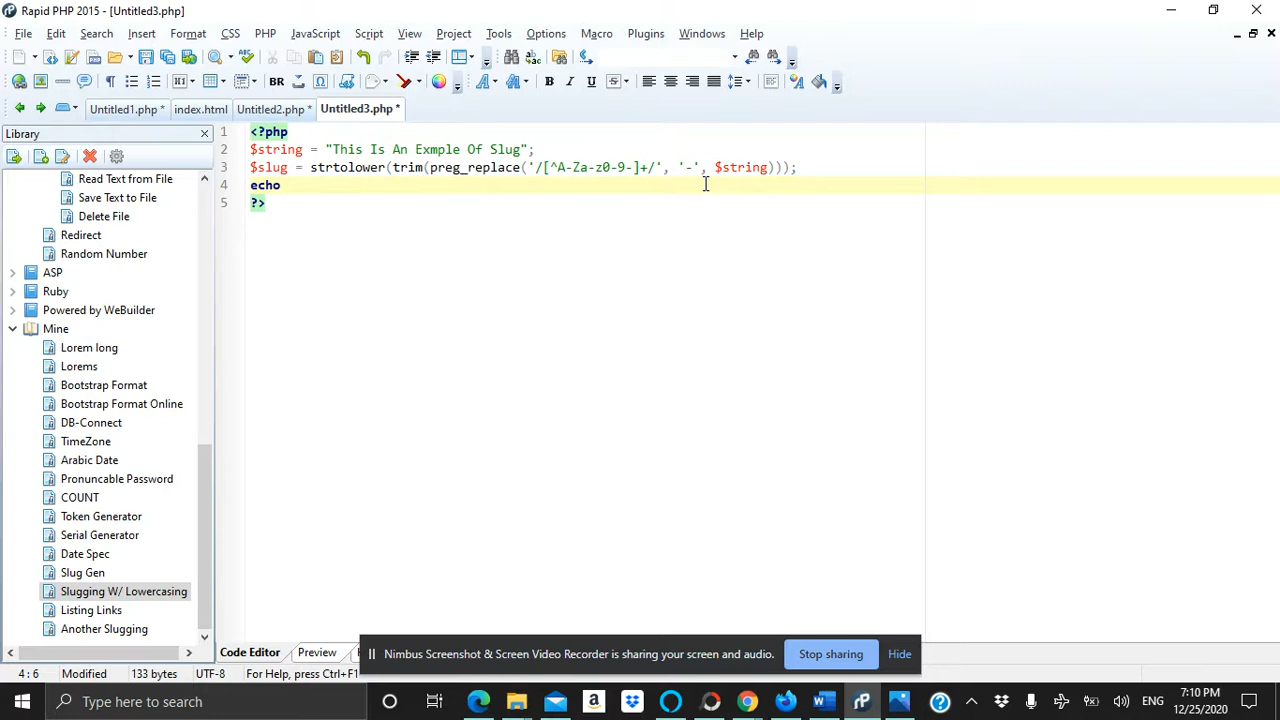 Rapid PHP 2015 - [Untitled3.php]
File Edit Search Insert Format CSS PHP JavaScript Script View Project Tools Options Macro Plugins Windows Help
BR H1 B I U S
Untitled1.php * index.html Untitled2.php * Untitled3.php *
Library
Read Text from File
Save Text to File
Delete File
Redirect
Random Number
ASP
Ruby
Powered by WeBuilder
Mine
Lorem long
Lorems
Bootstrap Format
Bootstrap Format Online
DB-Connect
TimeZone
Arabic Date
Pronuncable Password
COUNT
Token Generator
Serial Generator
Date Spec
Slug Gen
Slugging W/ Lowercasing
Listing Links
Another Slugging
1 <?php
2 $string = "This Is An Exmple Of Slug";
3 $slug = strtolower(trim(preg_replace('/[^A-Za-z0-9-]+/', '-', $string)));
4 echo
5 ?>
Code Editor Preview
Nimbus Screenshot & Screen Video Recorder is sharing your screen and audio. Stop sharing Hide
4 : 6 Modified 133 bytes UTF-8 For Help, press Ctrl+F1
Type here to search
ENG 7:10 PM
12/25/2020